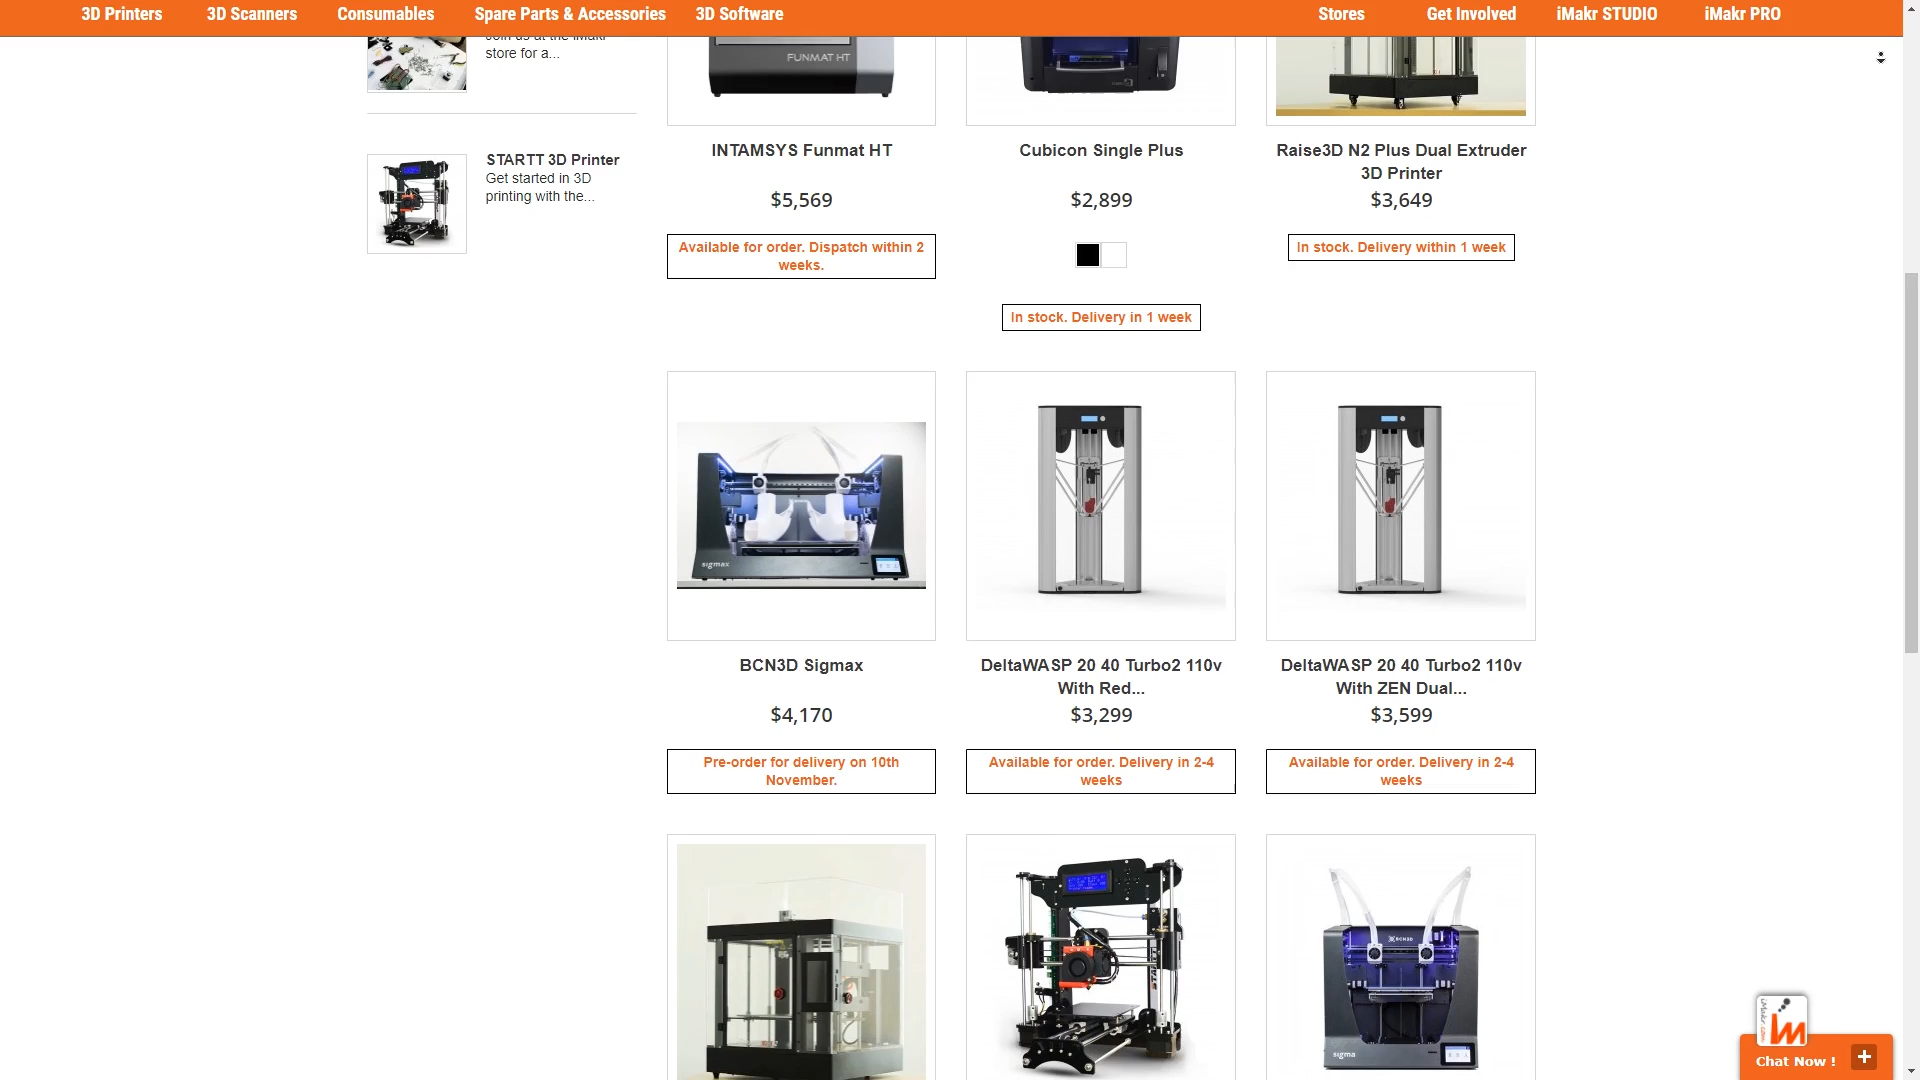 3D Printers
3D Scanners
Consumables
Spare Parts & Accessories
3D Software
Stores
Get Involved
iMakr STUDIO
iMakr PRO
store for a...
STARTT 3D Printer
Get started in 3D
printing with the...
FUNMAT HT
INTAMSYS Funmat HT
$5,569
Available for order. Dispatch within 2
weeks.
Cubicon Single Plus
$2,899
In stock. Delivery in 1 week
Raise3D N2 Plus Dual Extruder
3D Printer
$3,649
In stock. Delivery within 1 week
sigmax
BCN3D Sigmax
$4,170
Pre-order for delivery on 10th
November.
DeltaWASP 20 40 Turbo2 110v
With Red...
$3,299
Available for order. Delivery in 2-4
weeks
DeltaWASP 20 40 Turbo2 110v
With ZEN Dual...
$3,599
Available for order. Delivery in 2-4
weeks
BCN3D
sigma
Chat Now !